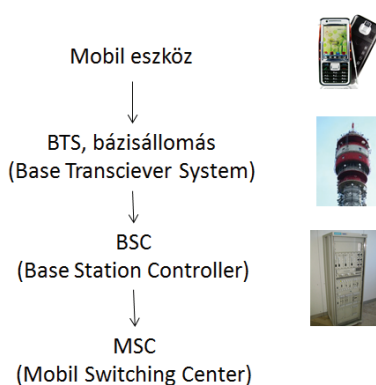 Mobil eszköz
BTS, bázisállomás
(Base Transciever System)
BSC
(Base Station Controller)
MSC
(Mobil Switching Center)